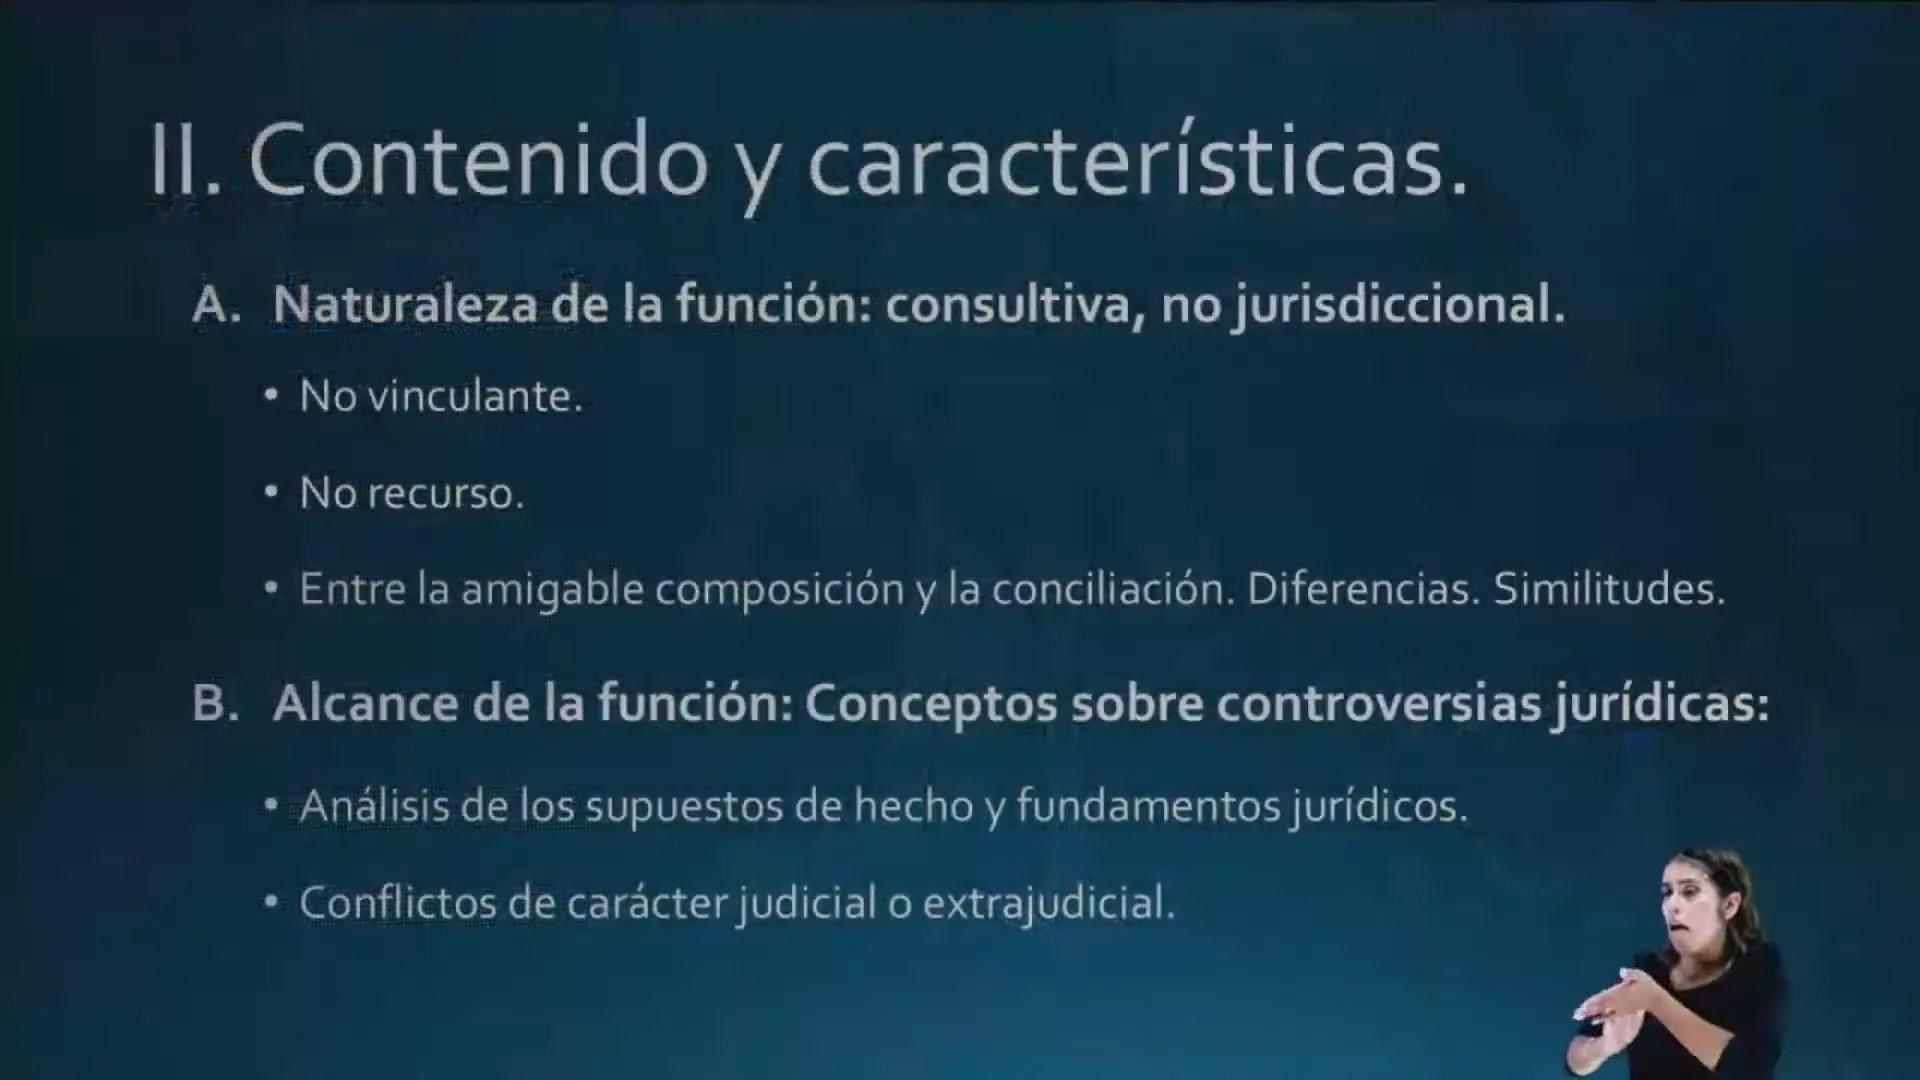 II. Contenido y características.
A. Naturaleza de la función: consultiva, no jurisdiccional.
• No vinculante.
• No recurso.
• Entre la amigable composición y la conciliación. Diferencias. Similitudes.
B. Alcance de la función: Conceptos sobre controversias jurídicas:
• Análisis de los supuestos de hecho y fundamentos jurídicos.
• Conflictos de carácter judicial o extrajudicial.